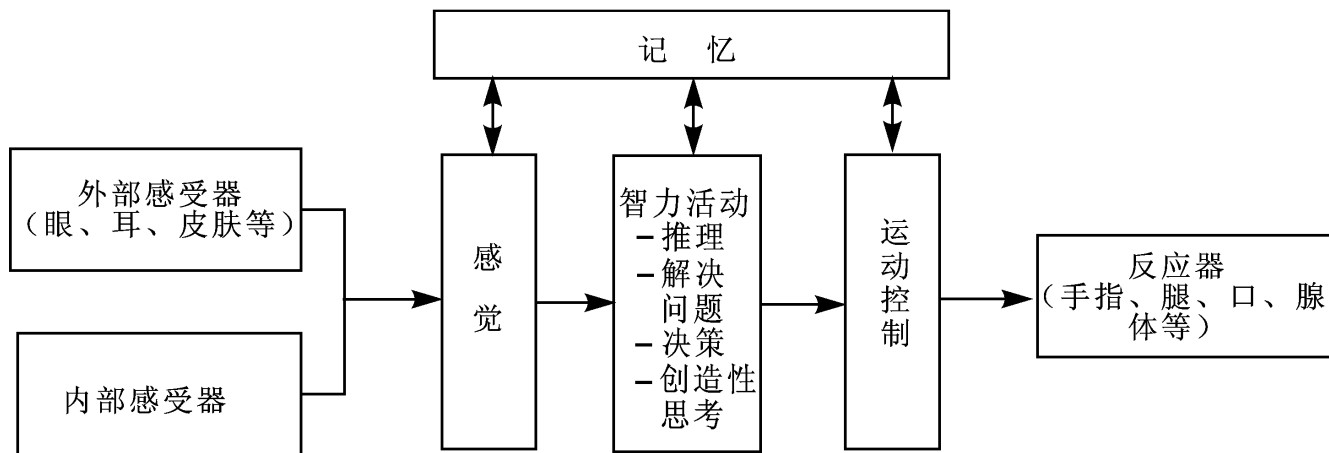 记 忆
外部感受器
（眼、耳、皮肤等）
内部感受器
感
觉
智力活动
－推理
－解决
问题
－决策
－创造性
思考
运
动
控
制
反应器
（手指、腿、口、腺
体等）